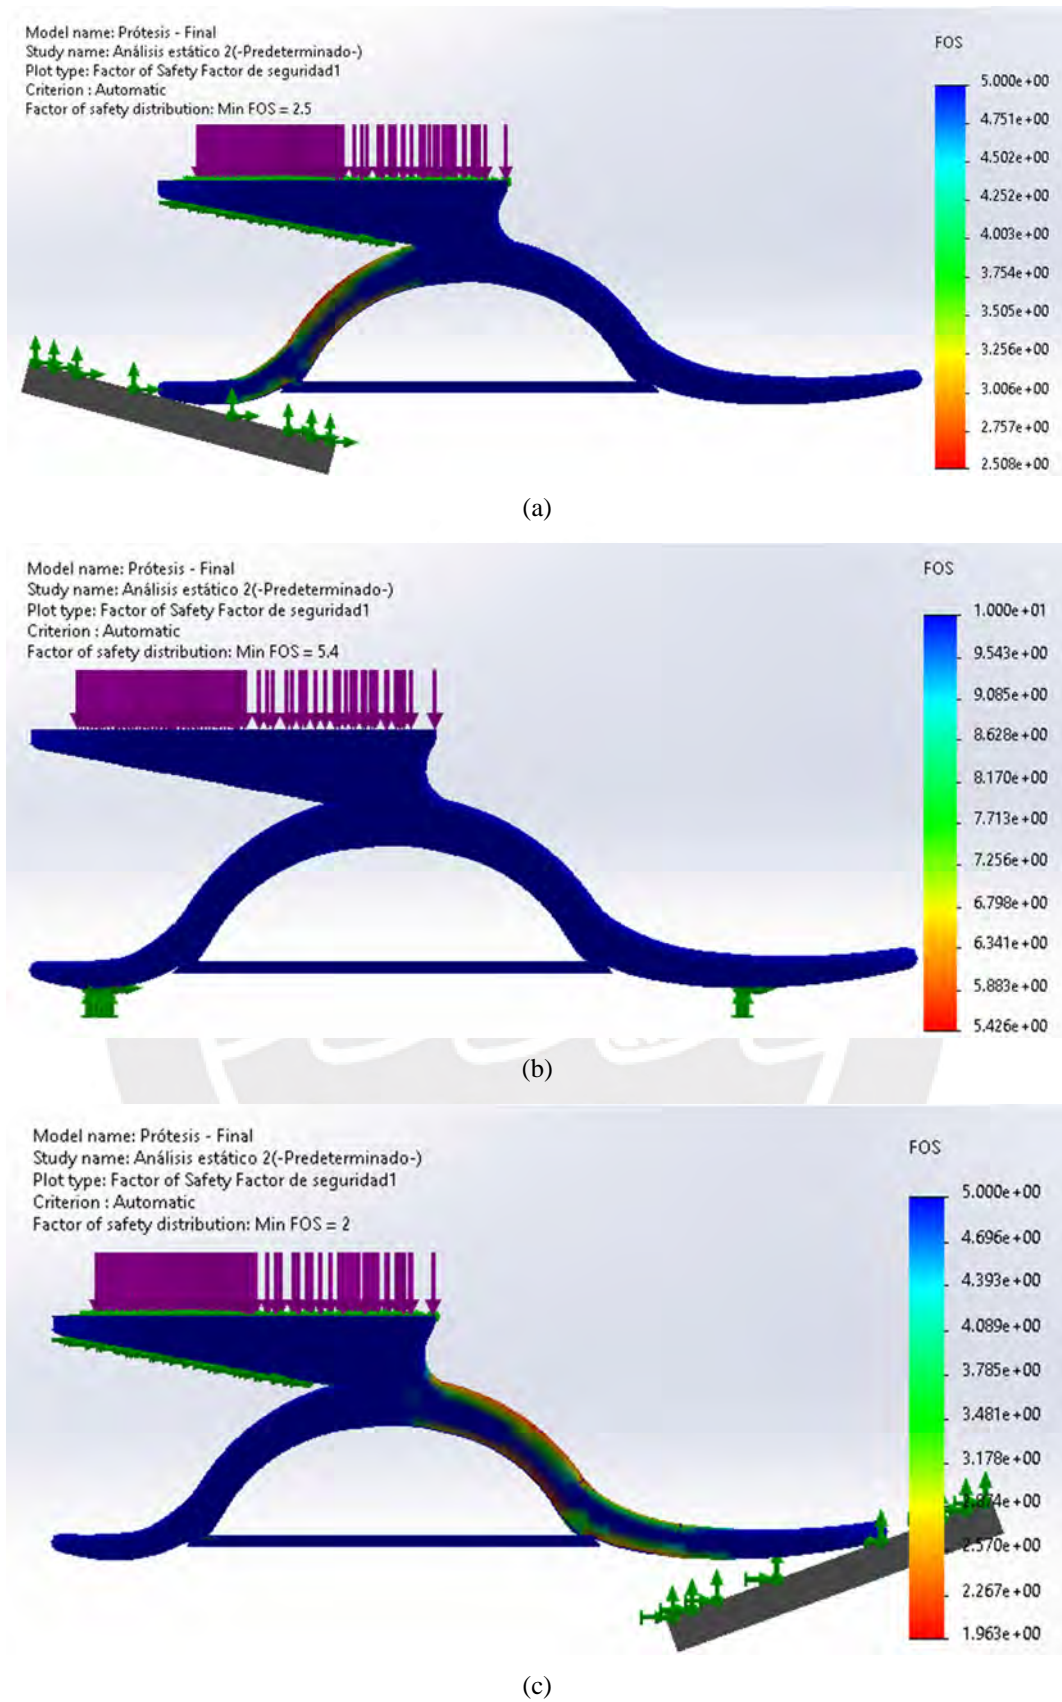 Model name: Prótesis - Final
Study name: Análisis estático 2(-Predeterminado-)
Plot type: Factor of Safety Factor de seguridad1
Criterion : Automatic
Factor of safety distribution: Min FOS = 2.5
FOS
5.000e+00
4.751e+00
4.502e+00
4.252e+00
4.003e+00
3.754e+00
3.505e+00
3.256e+00
3.006e+00
2.757e+00
2.508e+00
(a)
Model name: Prótesis - Final
Study name: Análisis estático 2(-Predeterminado-)
Plot type: Factor of Safety Factor de seguridad1
Criterion : Automatic
Factor of safety distribution: Min FOS = 5.4
FOS
1.000e+01
9.543e+00
9.085e+00
8.628e+00
8.170e+00
7.713e+00
7.256e+00
6.798e+00
6.341e+00
5.883e+00
5.426e+00
(b)
Model name: Prótesis - Final
Study name: Análisis estático 2(-Predeterminado-)
Plot type: Factor of Safety Factor de seguridad1
Criterion : Automatic
Factor of safety distribution: Min FOS = 2
FOS
5.000e+00
4.696e+00
4.393e+00
4.089e+00
3.785e+00
3.481e+00
3.178e+00
2.874e+00
2.570e+00
2.267e+00
1.963e+00
(c)